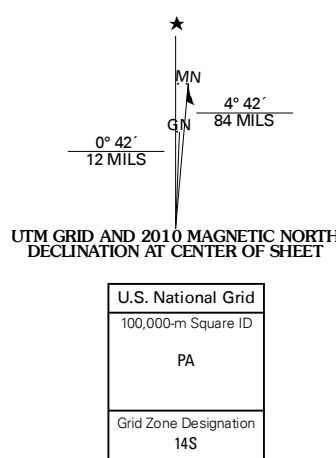 MN
4° 42´
84 MILS
GN
0° 42´
12 MILS
UTM GRID AND 2010 MAGNETIC NORTH
DECLINATION AT CENTER OF SHEET
U.S. National Grid
100,000-m Square ID
PA
Grid Zone Designation
14S